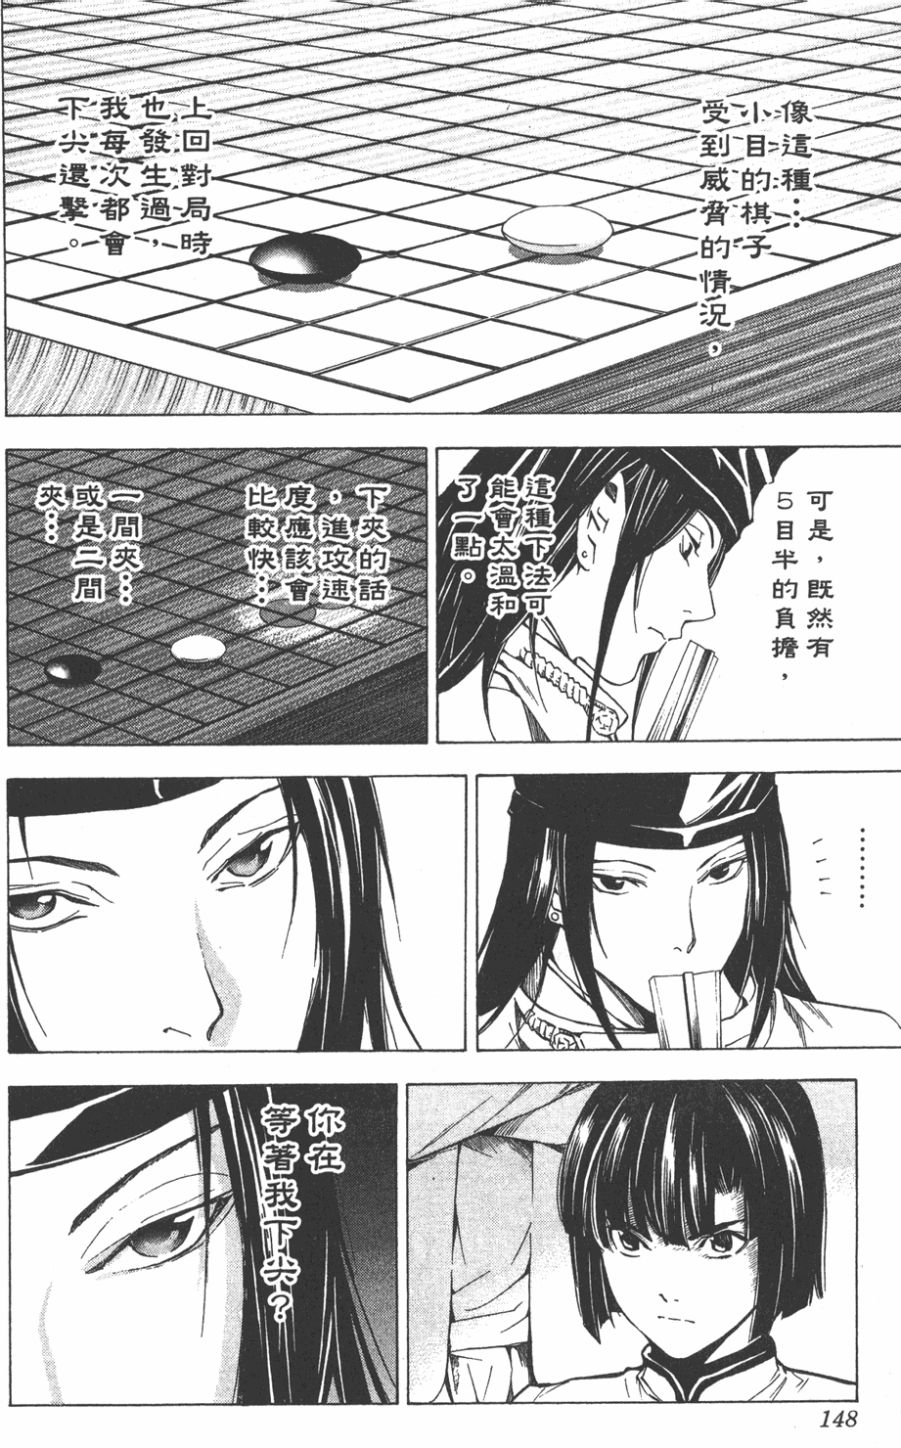 像這種…
小目的棋子
受到威脅的情況，
上回對局時
也發生過，
我每次都會
下尖還擊。
可是，既然有
5目半的負擔，
這種下法可
能會太溫和
了一點。
下夾的話
，進攻速
度應該會
比較快…
一間夾…
或是二間
夾…
………
你在
等著我下尖？
148